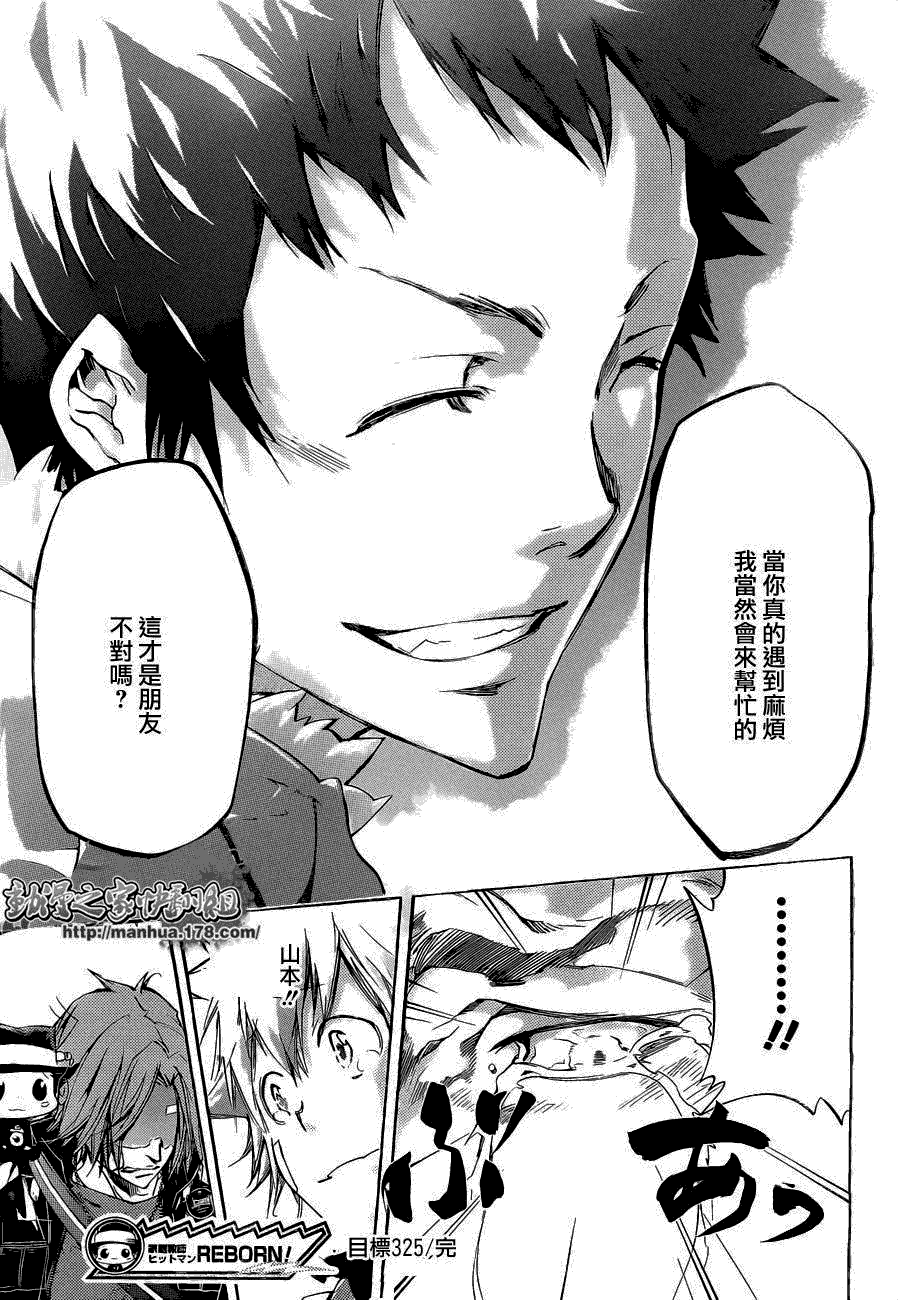 當你真的遇到麻煩
我當然會來幫忙的
這才是朋友
不對嗎?
・・・・・・・・!!
あっ
ぶ
山本!!
動漫之家汉化组
http://manhua.178.com/
家庭教師
ヒットマンREBORN!
目標325/完